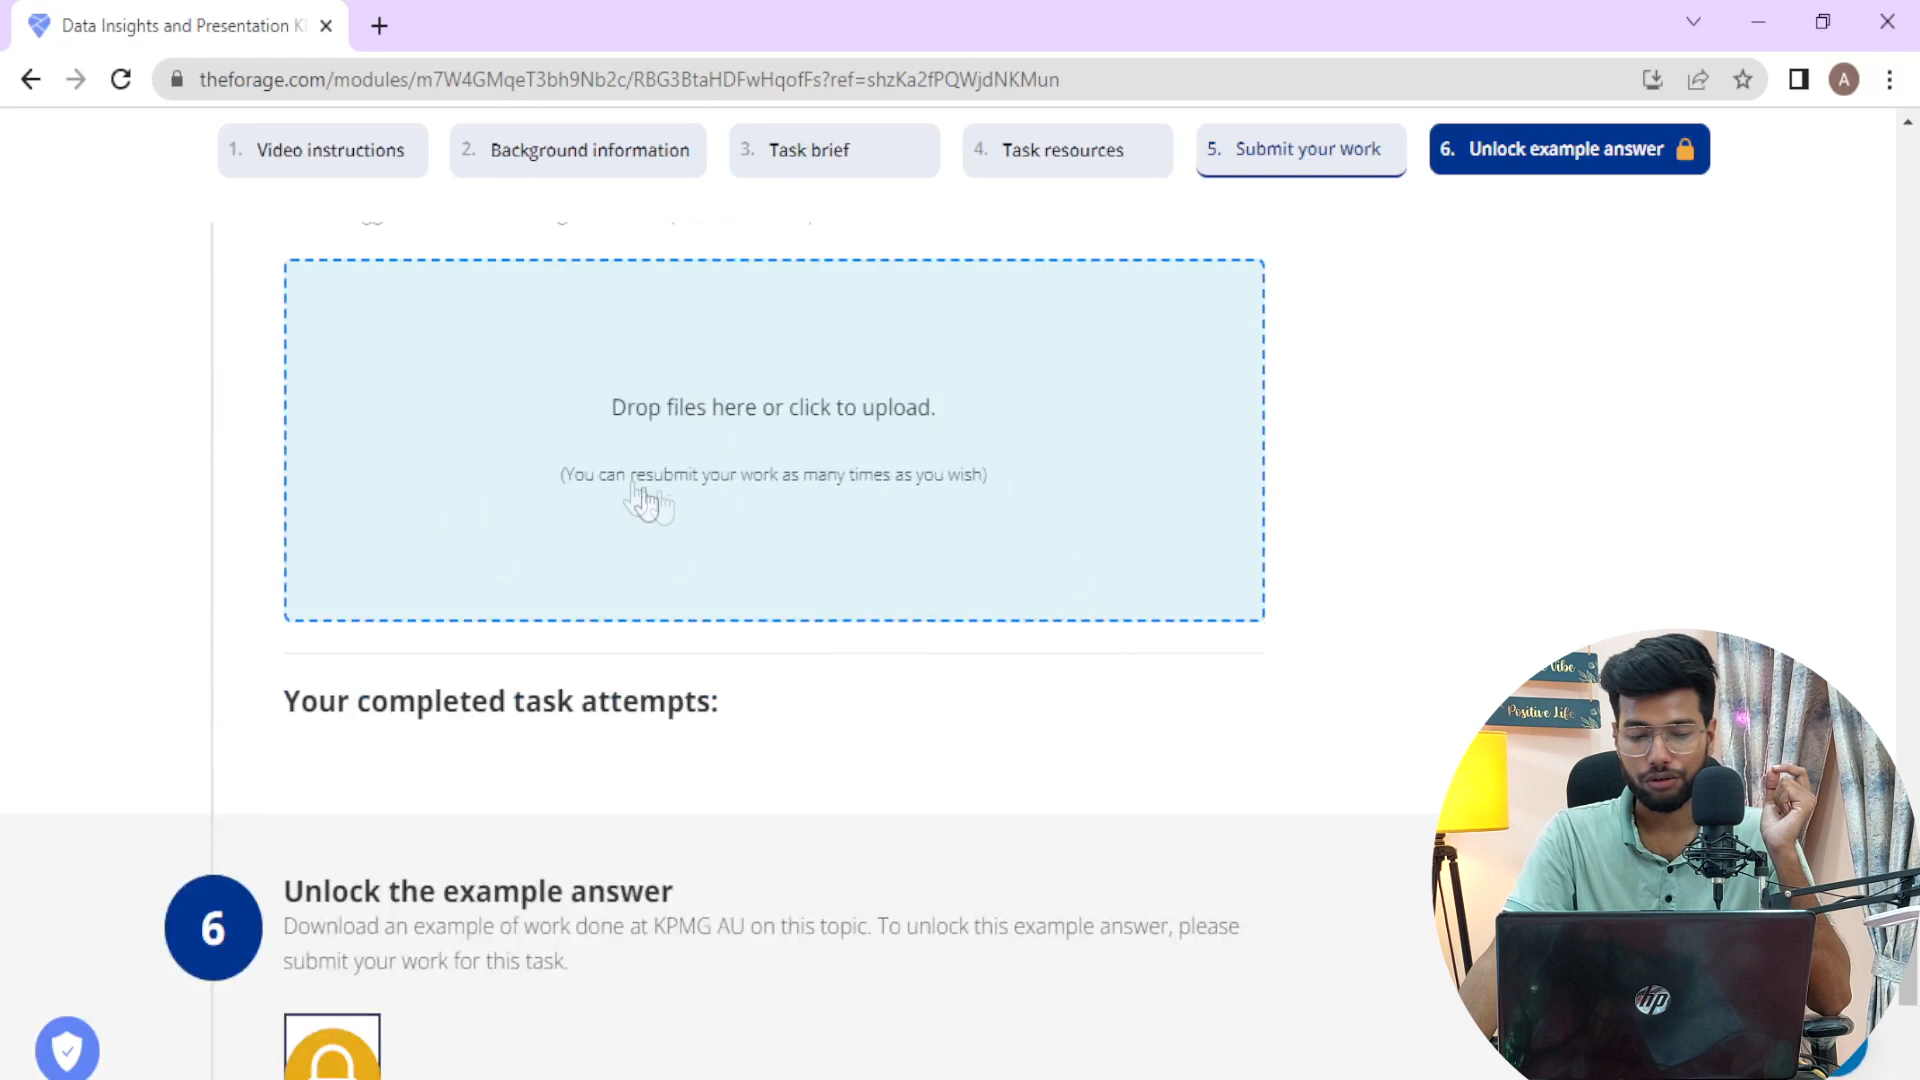 Data Insights and Presentation K
theforage.com/modules/m7W4GMqeT3bh9Nb2c/RBG3BtaHDFwHqofFs?ref=shzKa2fPQWjdNKMun
A
1. Video instructions
2. Background information
3. Task brief
4. Task resources
5. Submit your work
6. Unlock example answer
Drop files here or click to upload.
(You can resubmit your work as many times as you wish)
Your completed task attempts:
6
Unlock the example answer
Download an example of work done at KPMG AU on this topic. To unlock this example answer, please
submit your work for this task.
Vibe
Positive Life
hp